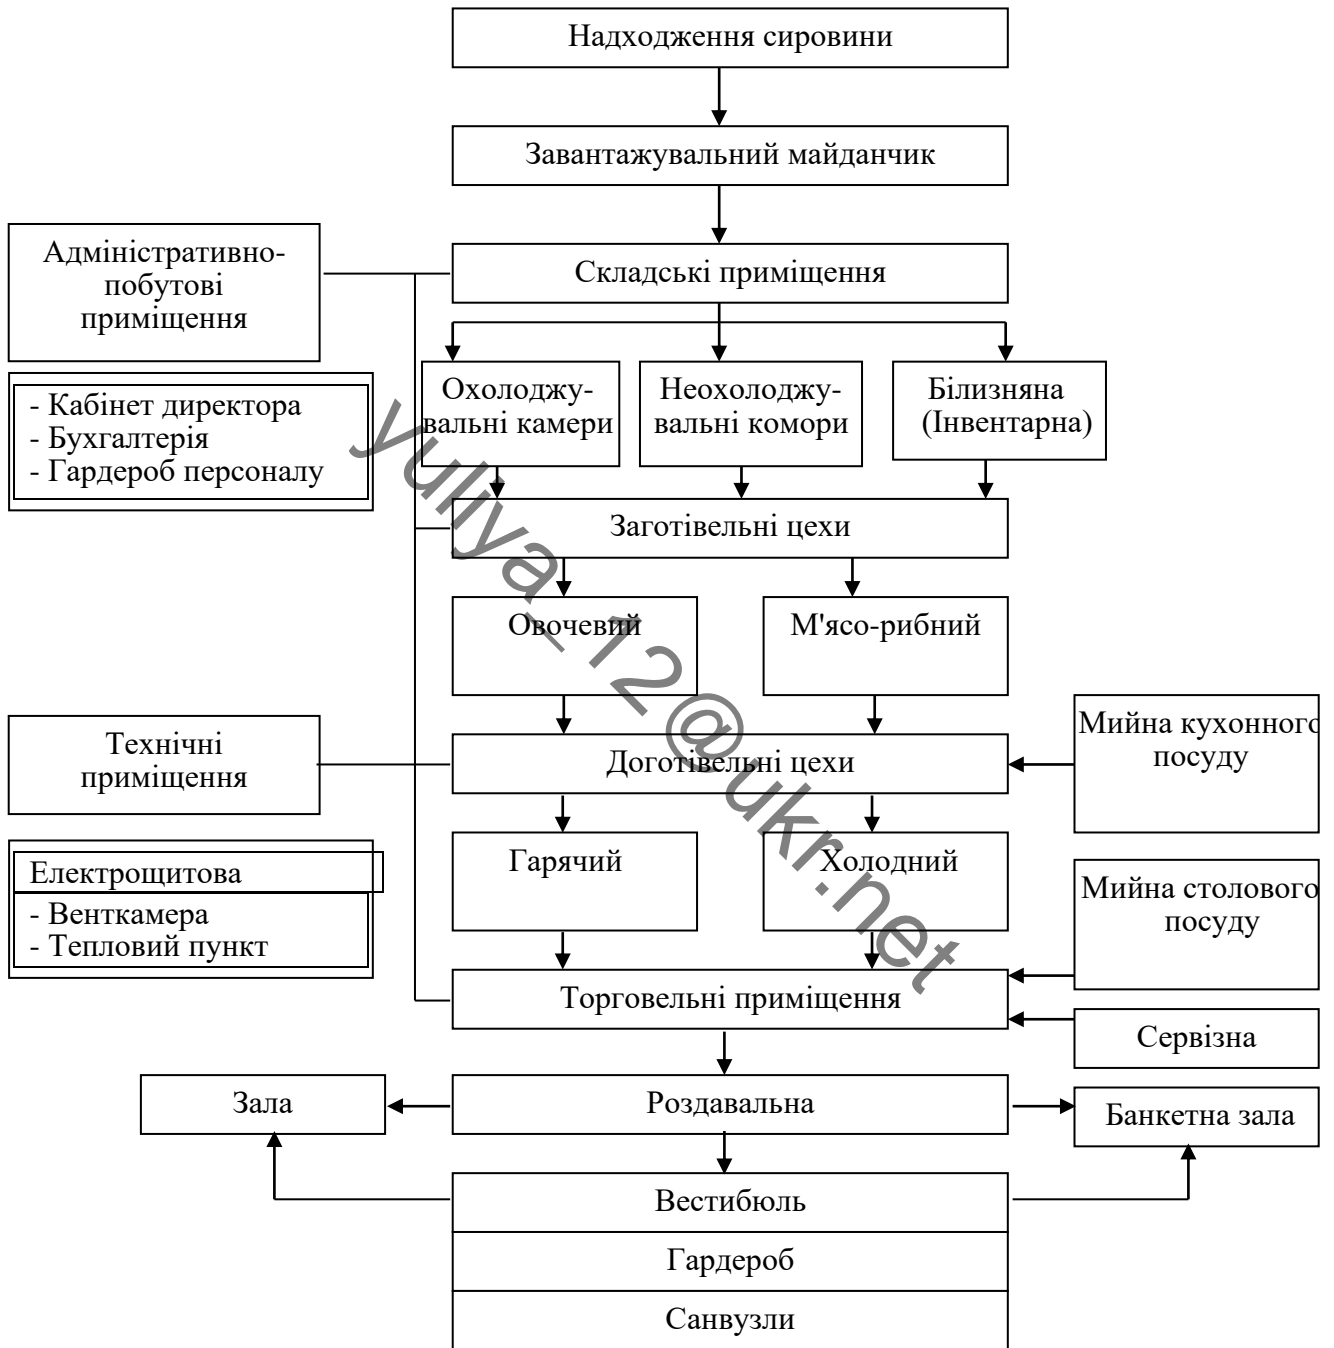 Надходження сировини
Завантажувальний майданчик
Адміністративно-
побутові
приміщення
Складські приміщення
- Кабінет директора
- Бухгалтерія
- Гардероб персоналу
Охолоджу-
вальні камери
Неохолоджу-
вальні комори
Білизняна
(Інвентарна)
Заготівельні цехи
Овочевий
М'ясо-рибний
Технічні
приміщення
Доготівельні цехи
Мийна кухонного
посуду
Електрощитова
- Венткамера
- Тепловий пункт
Гарячий
Холодний
Мийна столового
посуду
Торговельні приміщення
Сервізна
Зала
Роздавальна
Банкетна зала
Вестибюль
Гардероб
Санвузли
yuliya_12@ukr.net